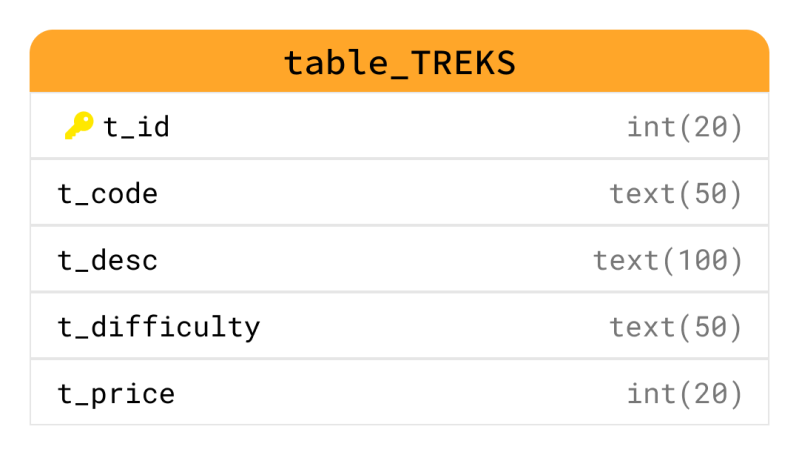 table_TREKS
t_id int(20)
t_code text(50)
t_desc text(100)
t_difficulty text(50)
t_price int(20)